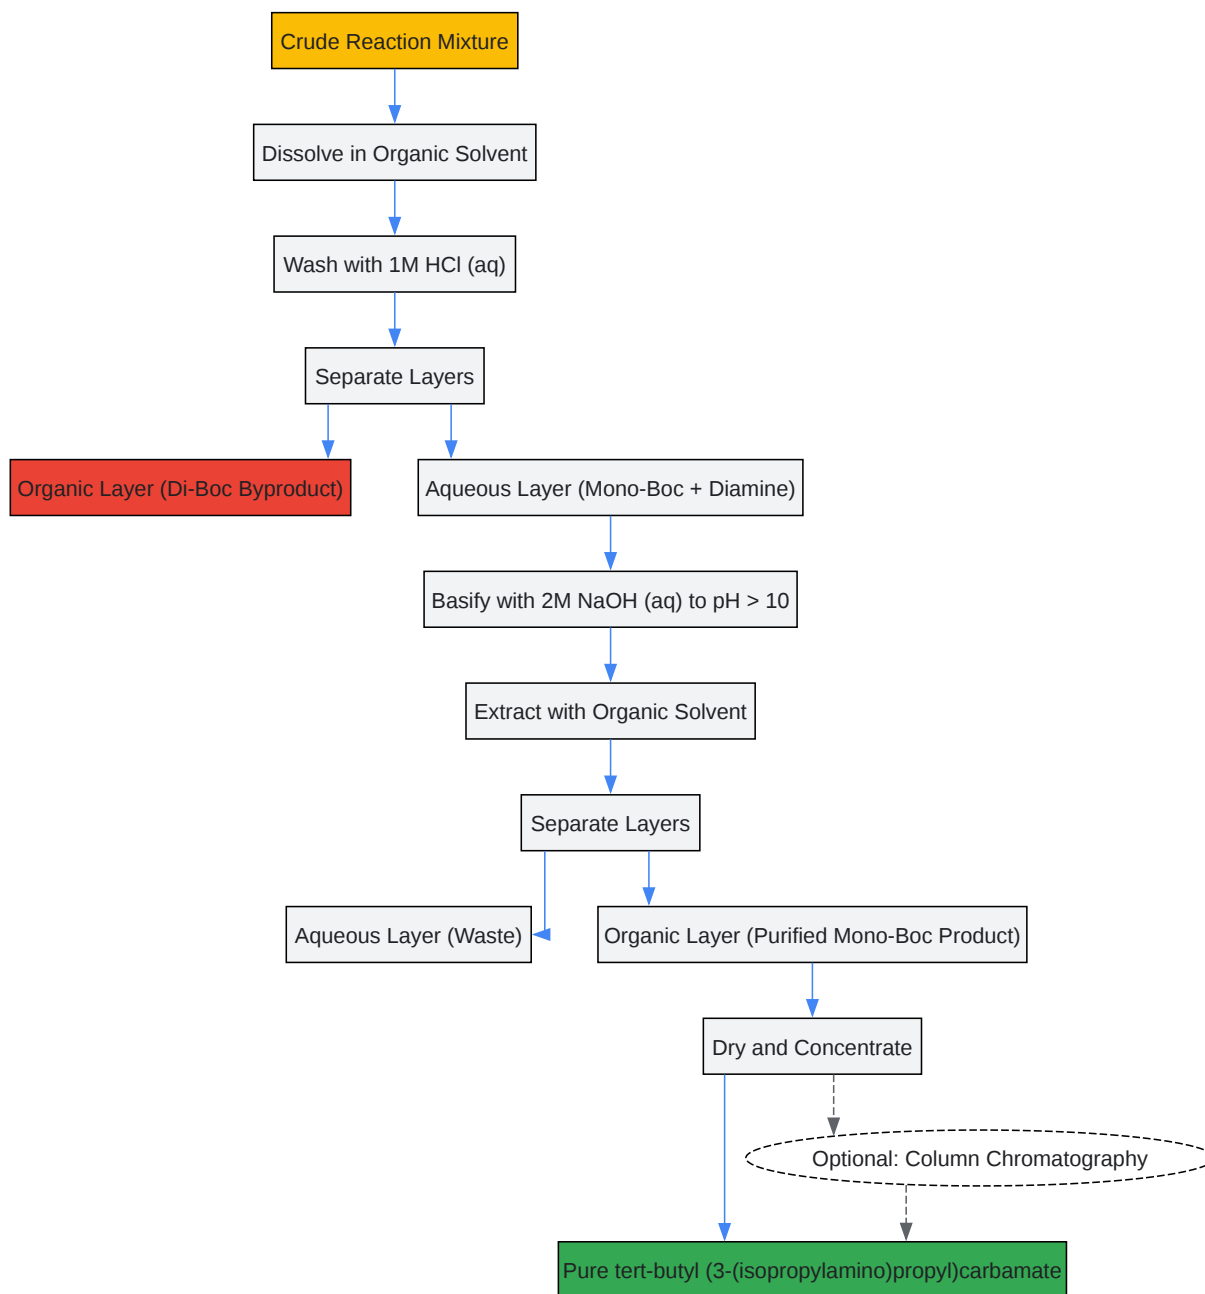 Crude Reaction Mixture
Dissolve in Organic Solvent
Wash with 1M HCl (aq)
Separate Layers
Organic Layer (Di-Boc Byproduct)
Aqueous Layer (Mono-Boc + Diamine)
Basify with 2M NaOH (aq) to pH > 10
Extract with Organic Solvent
Separate Layers
Aqueous Layer (Waste)
Organic Layer (Purified Mono-Boc Product)
Dry and Concentrate
Optional: Column Chromatography
Pure tert-butyl (3-(isopropylamino)propyl)carbamate